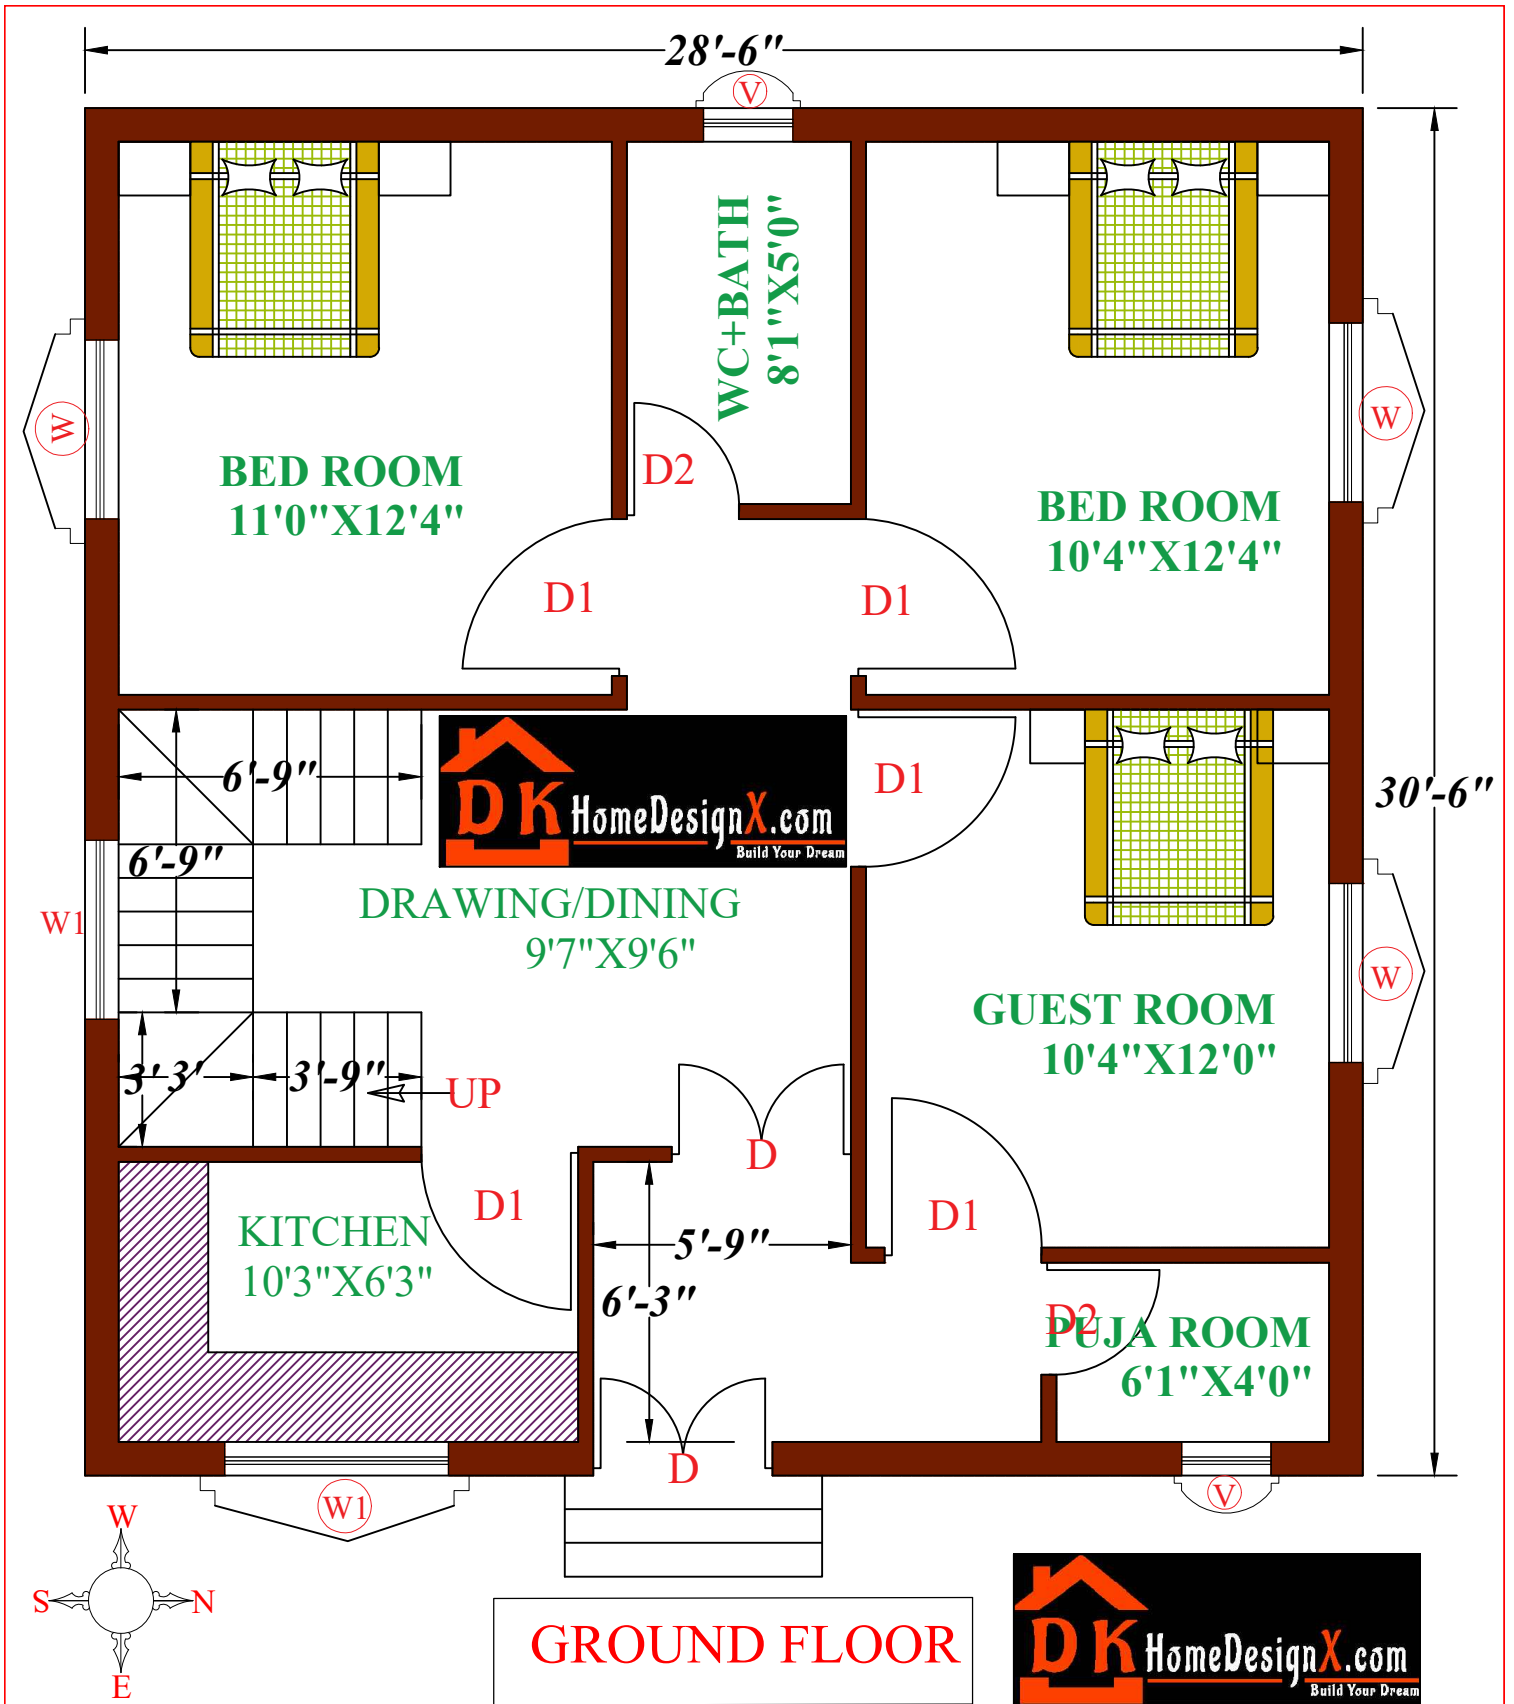 28'-6"
V
WC+BATH
8'1"X5'0"
W
W
D2
BED ROOM
11'0"X12'4"
BED ROOM
10'4"X12'4"
D1
D1
6'-9"
D1
30'-6"
DK HomeDesignX.com
Build Your Dream
6'-9"
W1
DRAWING/DINING
9'7"X9'6"
W
GUEST ROOM
10'4"X12'0"
3' 3'
3'-9"
UP
D
D1
D1
KITCHEN
10'3"X6'3"
5'-9"
6'-3"
D2
PUJA ROOM
6'1"X4'0"
D
W1
V
W
S
N
E
GROUND FLOOR
DK HomeDesignX.com
Build Your Dream